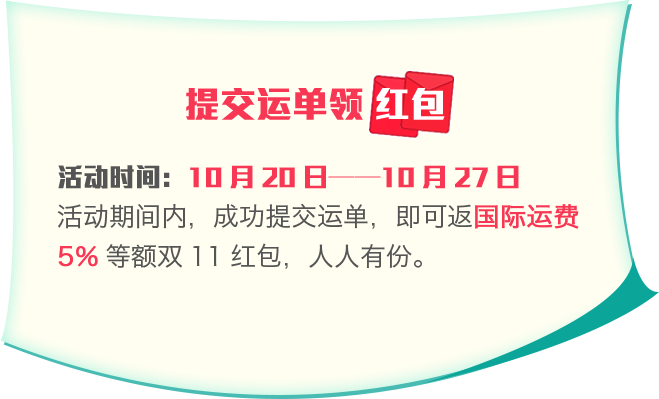 提交运单领红包
活动时间：10月20日——10月27日
活动期间内，成功提交运单，即可返国际运费
5% 等额双 11 红包，人人有份。